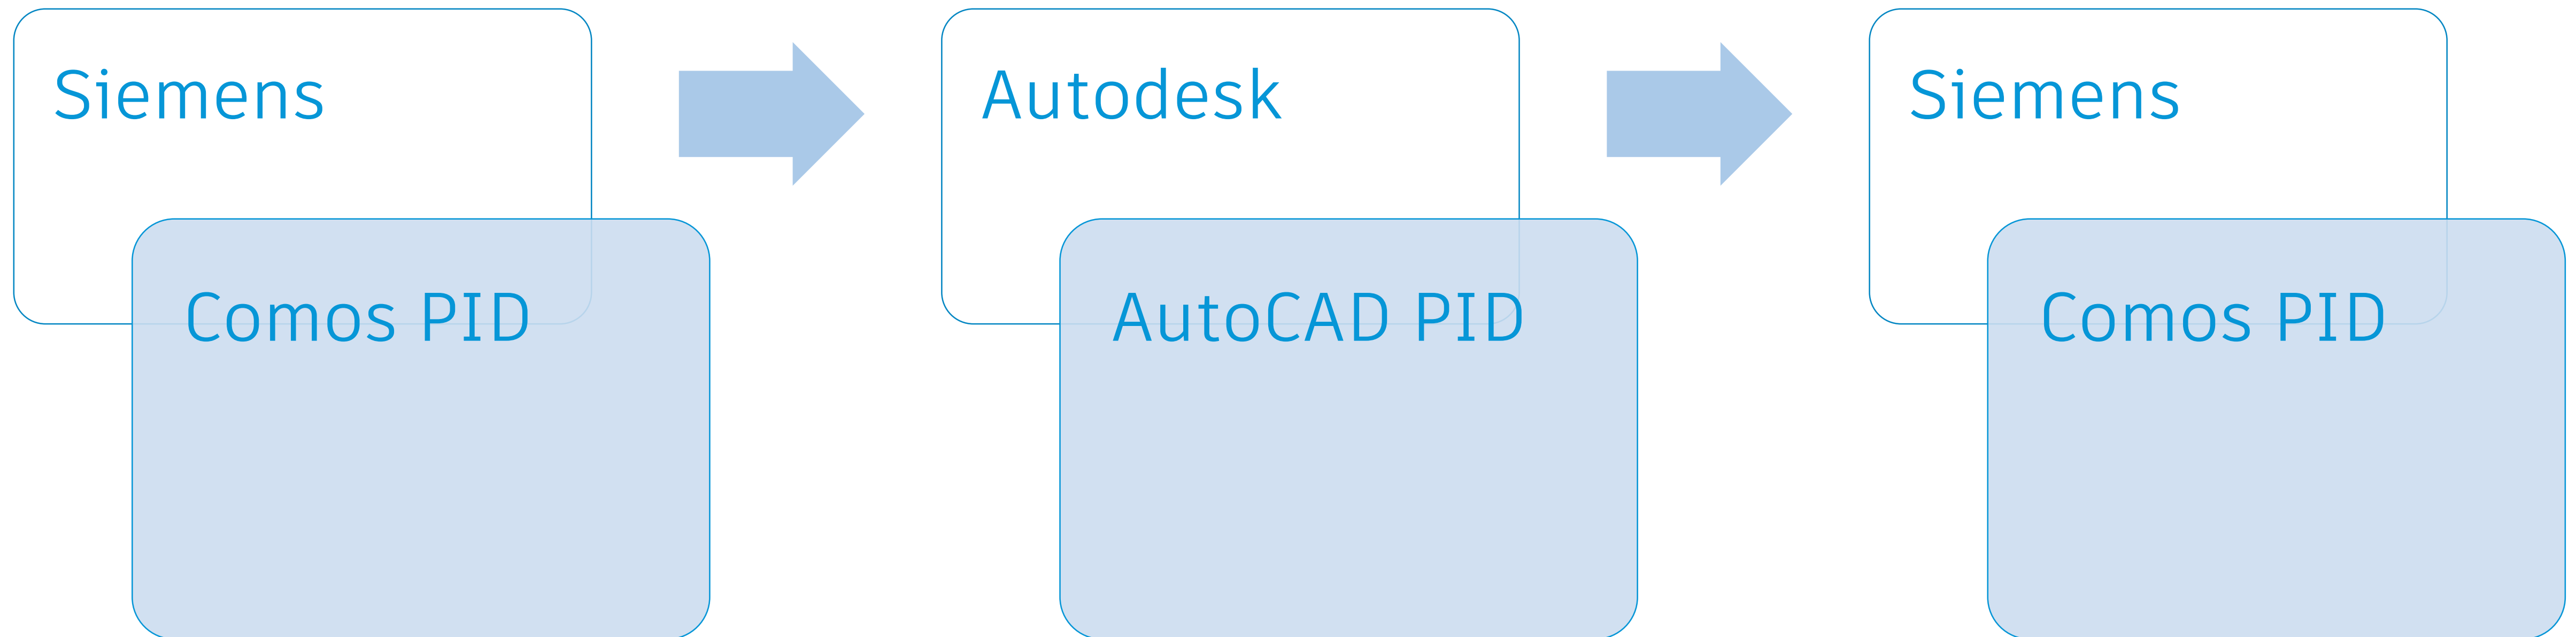 Siemens
Comos PID
Autodesk
AutoCAD PID
Siemens
Comos PID